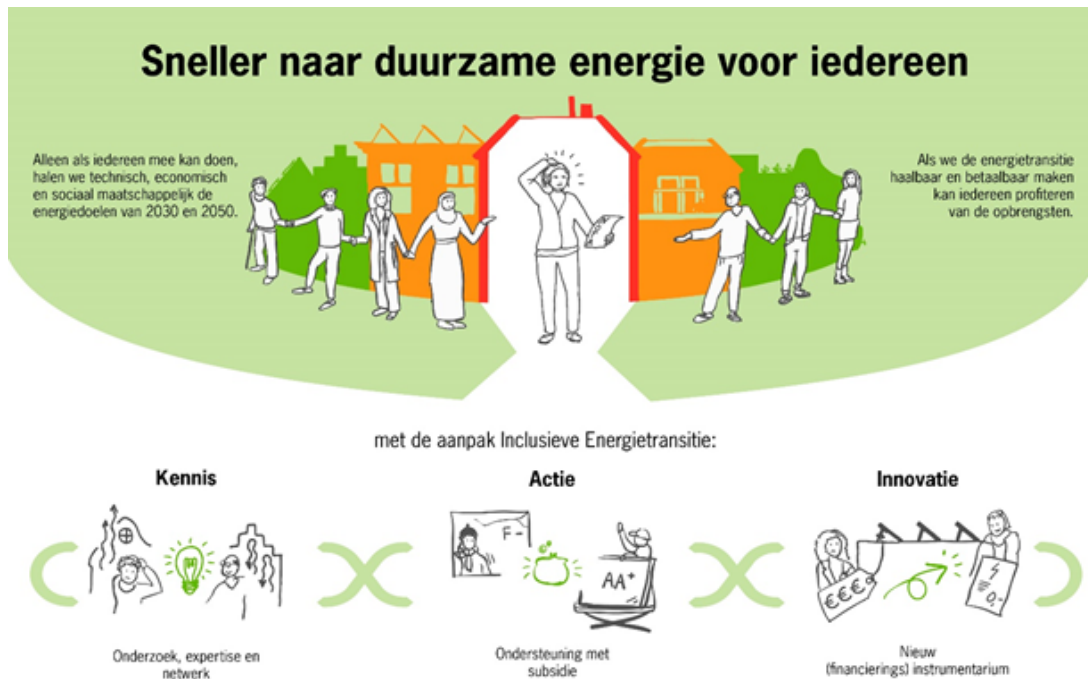 Sneller naar duurzame energie voor iedereen
Alleen als iedereen mee kan doen,
halen we technisch, economisch
en sociaal maatschappelijk de
energiedoelen van 2030 en 2050.
Als we de energietransitie
haalbaar en betaalbaar maken
kan iedereen profiteren
van de opbrengsten.
met de aanpak Inclusieve Energietransitie:
Kennis
Actie
Innovatie
F-
AA+
€€€
0,-
Onderzoek, expertise en
netwerk
Ondersteuning met
subsidie
Nieuw
(financierings) instrumentarium